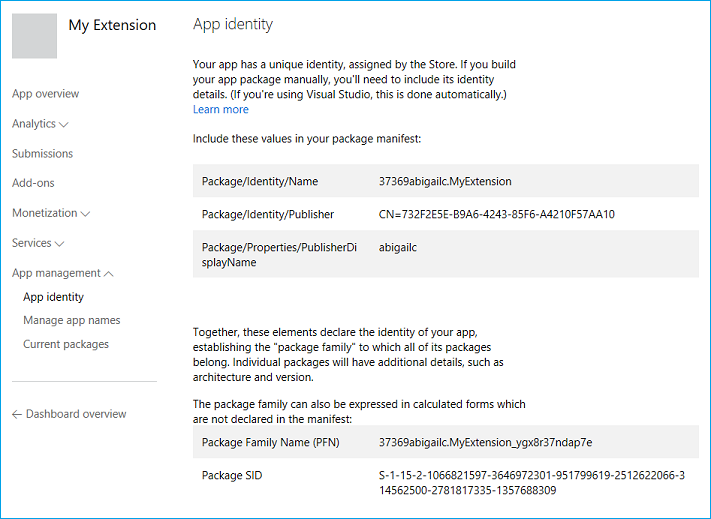 My Extension
App overview
Analytics
Submissions
Add-ons
Monetization
Services
App management
App identity
Manage app names
Current packages
Dashboard overview
App identity
Your app has a unique identity, assigned by the Store. If you build
your app package manually, you'll need to include its identity
details. (If you're using Visual Studio, this is done automatically.)
Learn more
Include these values in your package manifest:
Package/Identity/Name 37369abigailc.MyExtension
Package/Identity/Publisher CN=732F2E5E-B9A6-4243-85F6-A4210F57AA10
Package/Properties/PublisherDi abigailc
splayName
Together, these elements declare the identity of your app,
establishing the "package family" to which all of its packages
belong. Individual packages will have additional details, such as
architecture and version.
The package family can also be expressed in calculated forms which
are not declared in the manifest:
Package Family Name (PFN) 37369abigailc.MyExtension_ygx8r37ndap7e
Package SID S-1-15-2-1066821597-3646972301-951799619-2512622066-3
14562500-2781817335-1357688309